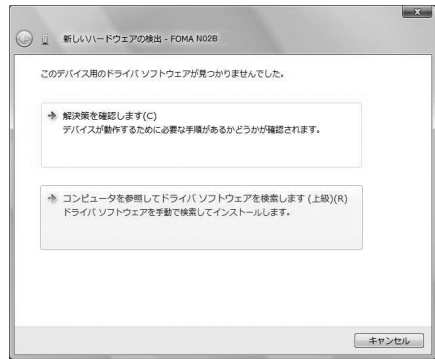 新しいハードウェアの検出 - FOMA N02B
このデバイス用のドライバ ソフトウェアが見つかりませんでした。
解決策を確認します(C)
デバイスが動作するために必要な手順があるかどうかが確認されます。
コンピュータを参照してドライバ ソフトウェアを検索します (上級)(R)
ドライバ ソフトウェアを手動で検索してインストールします。
キャンセル